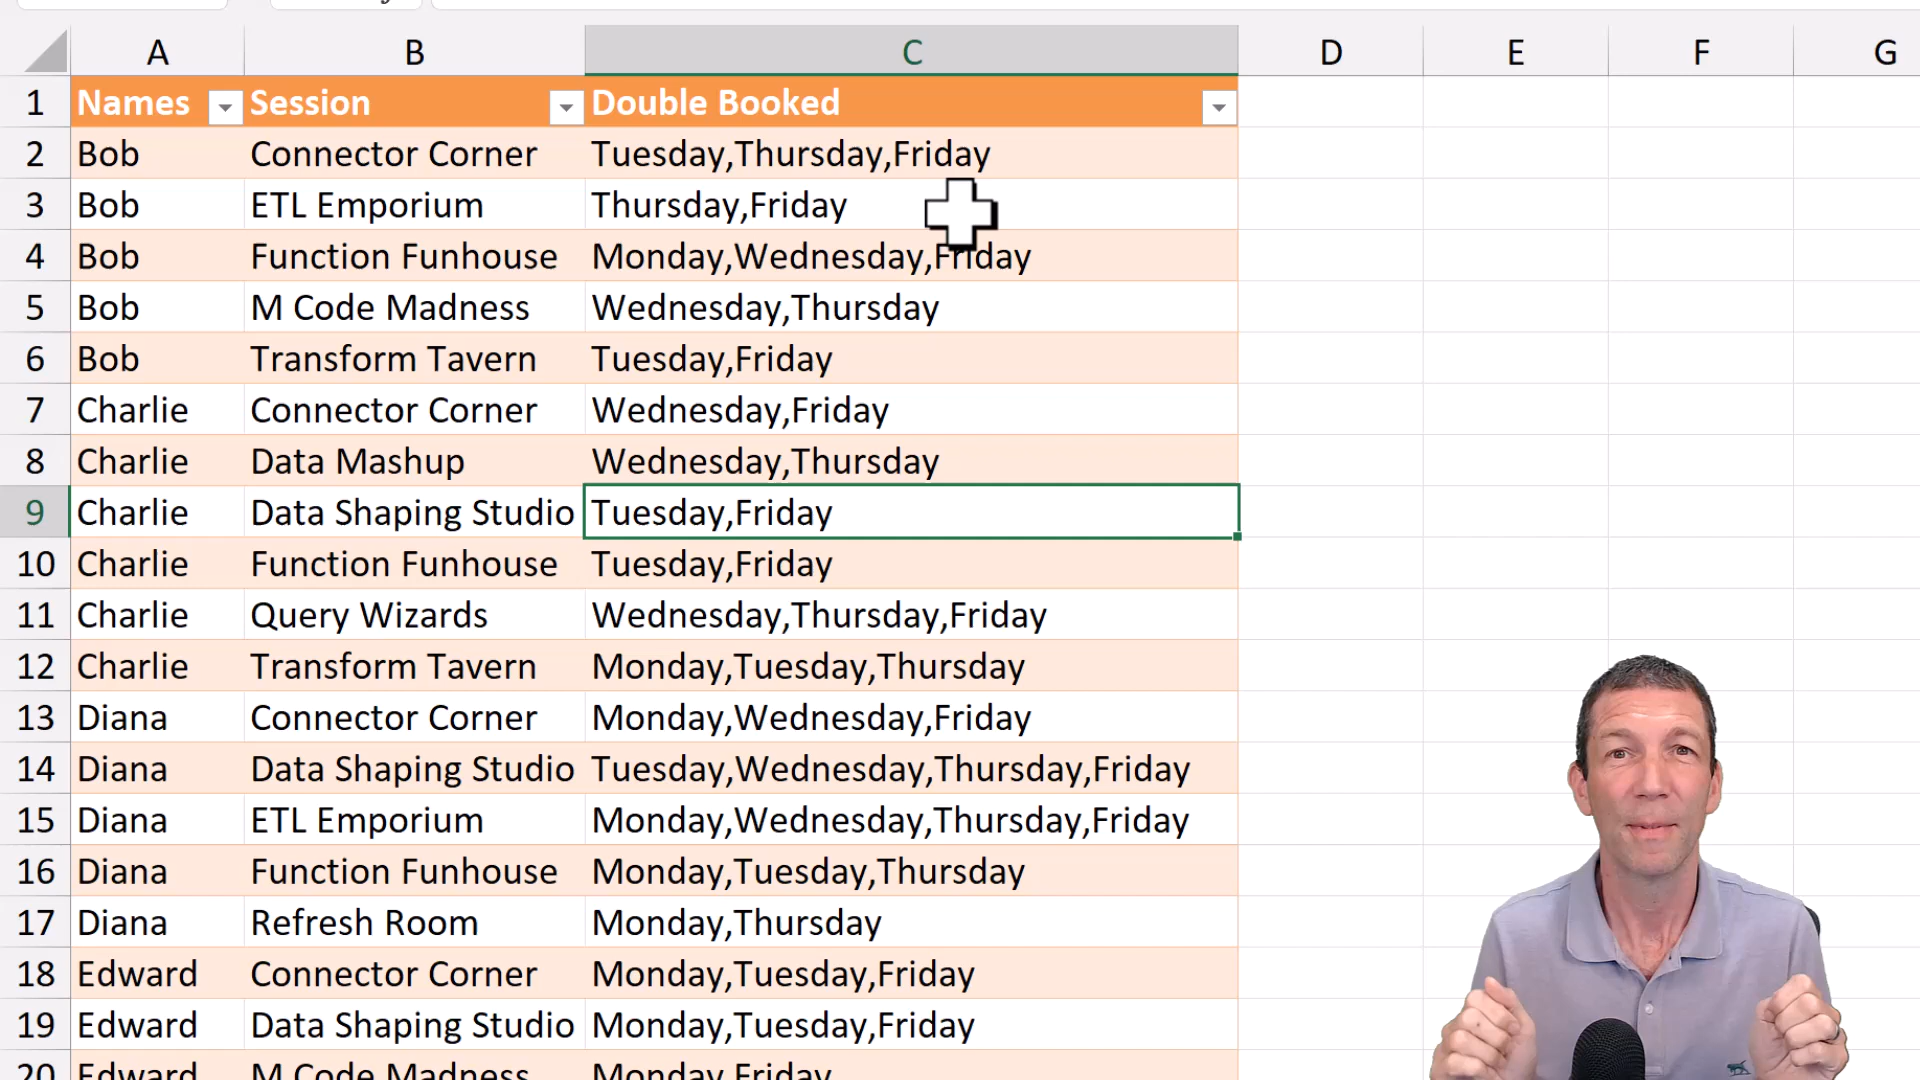 A B C D E F G
1 Names Session Double Booked
2 Bob Connector Corner Tuesday,Thursday,Friday
3 Bob ETL Emporium Thursday,Friday
4 Bob Function Funhouse Monday,Wednesday,Friday
5 Bob M Code Madness Wednesday,Thursday
6 Bob Transform Tavern Tuesday,Friday
7 Charlie Connector Corner Wednesday,Friday
8 Charlie Data Mashup Wednesday,Thursday
9 Charlie Data Shaping Studio Tuesday,Friday
10 Charlie Function Funhouse Tuesday,Friday
11 Charlie Query Wizards Wednesday,Thursday,Friday
12 Charlie Transform Tavern Monday,Tuesday,Thursday
13 Diana Connector Corner Monday,Wednesday,Friday
14 Diana Data Shaping Studio Tuesday,Wednesday,Thursday,Friday
15 Diana ETL Emporium Monday,Wednesday,Thursday,Friday
16 Diana Function Funhouse Monday,Tuesday,Thursday
17 Diana Refresh Room Monday,Thursday
18 Edward Connector Corner Monday,Tuesday,Friday
19 Edward Data Shaping Studio Monday,Tuesday,Friday
20 Edward M Code Madness Monday,Friday